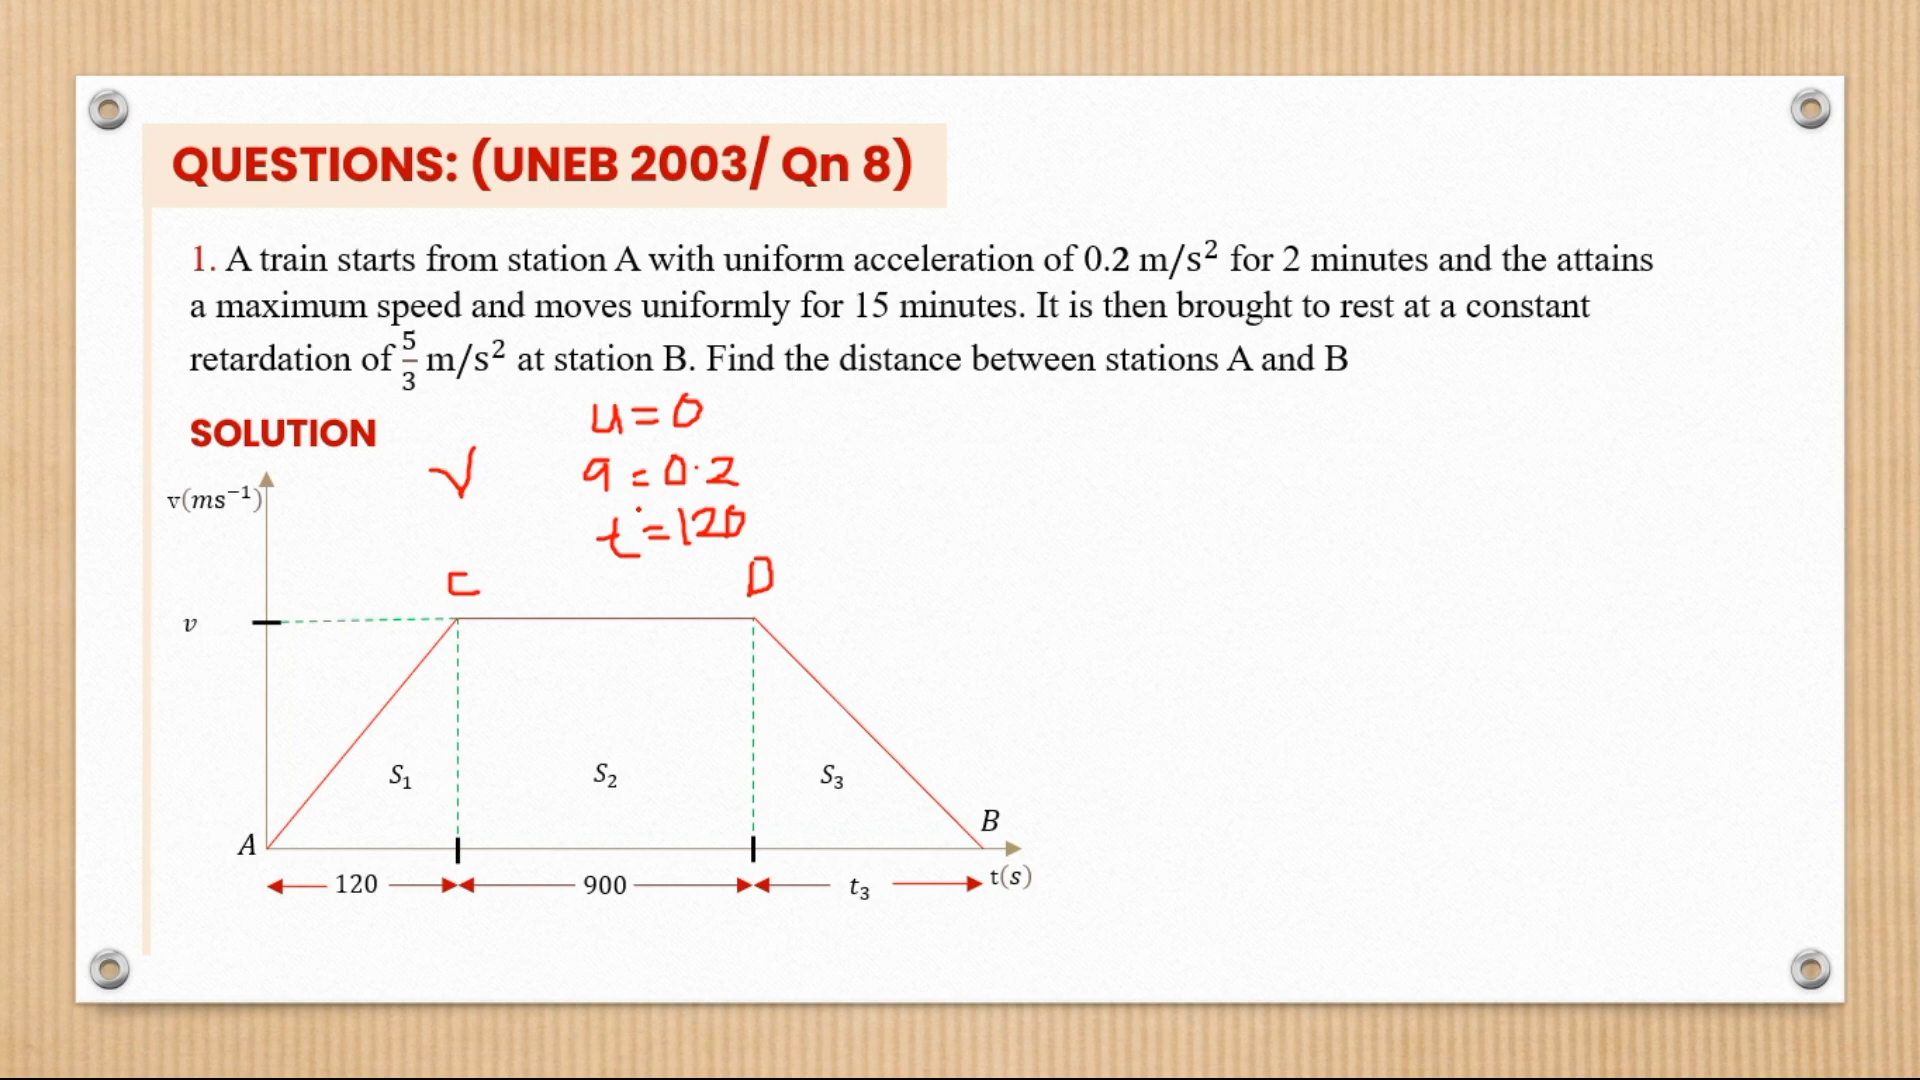 QUESTIONS: (UNEB 2003/ Qn 8)
1. A train starts from station A with uniform acceleration of 0.2 m/s² for 2 minutes and the attains
a maximum speed and moves uniformly for 15 minutes. It is then brought to rest at a constant
retardation of 5/3 m/s² at station B. Find the distance between stations A and B
SOLUTION
u=0
v(ms⁻¹)
√
a=0.2
t=120
C
D
v
S₁
S₂
S₃
A
B
120
900
t₃
t(s)